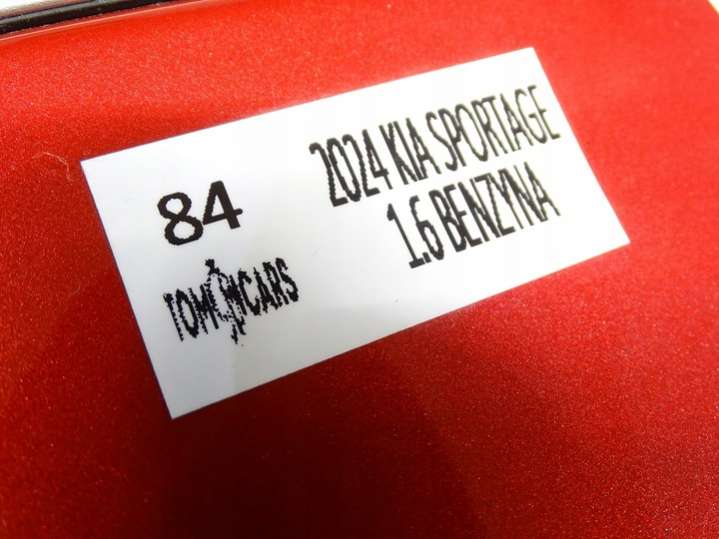 2024 KIA SPORTAGE
1.6 BENZYNA
84
TOM CARS